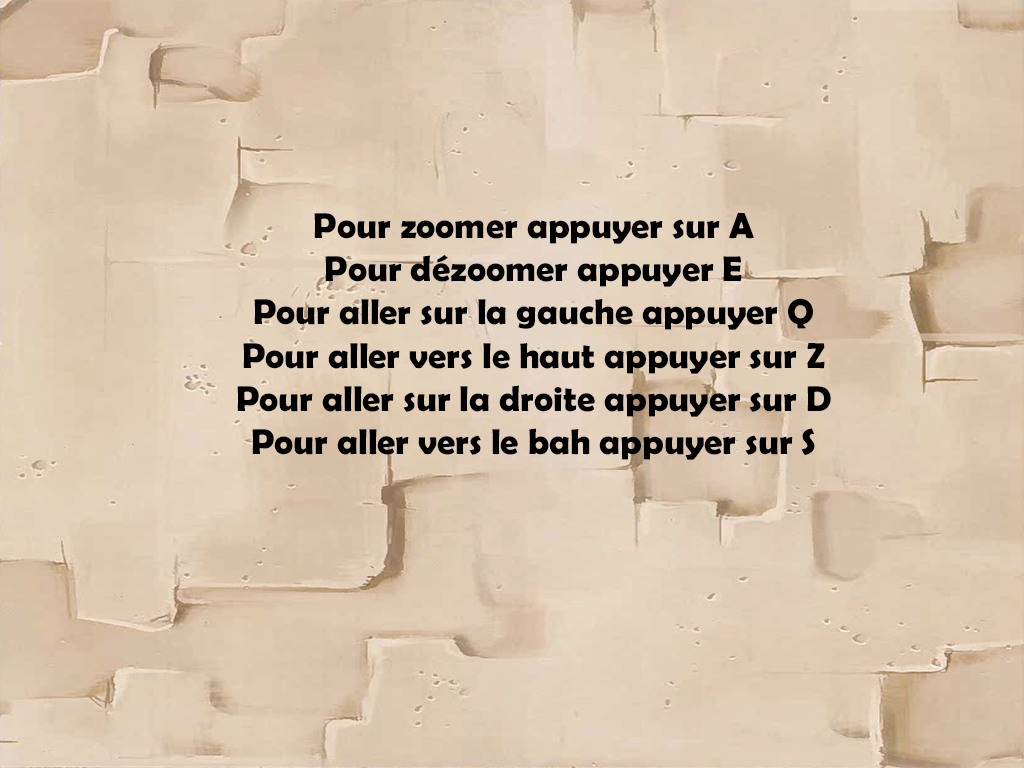 Pour zoomer appuyer sur A
Pour dézoomer appuyer E
Pour aller sur la gauche appuyer Q
Pour aller vers le haut appuyer sur Z
Pour aller sur la droite appuyer sur D
Pour aller vers le bah appuyer sur S